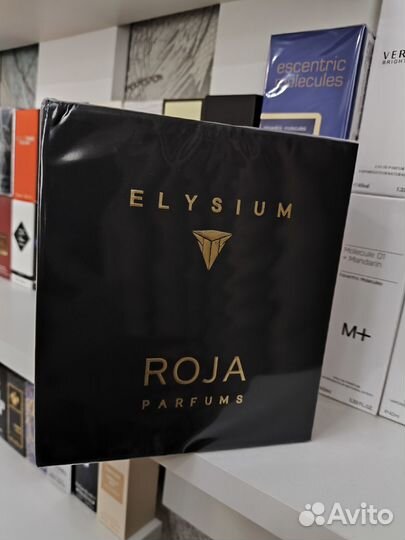 ELYSIUM
ROJA
PARFUMS
escentric
molecules
Molecule 01
+ Mandarin
M+
Avito